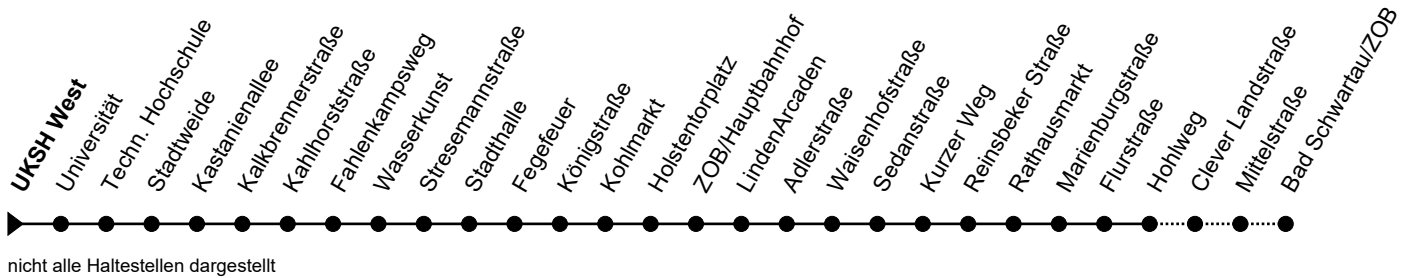 UKSH West
Universität
Techn. Hochschule
Stadtweide
Kastanienallee
Kalkbrennerstraße
Kahlhorststraße
Fahlenkampsweg
Wasserkunst
Stresemannstraße
Stadthalle
Fegefeuer
Königstraße
Kohlmarkt
Holstentorplatz
ZOB/Hauptbahnhof
LindenArcaden
Adlerstraße
Waisenhofstraße
Sedanstraße
Kurzer Weg
Reinsbeker Straße
Rathausmarkt
Marienburgstraße
Flurstraße
Hohlweg
Clever Landstraße
Mittelstraße
Bad Schwartau/ZOB
nicht alle Haltestellen dargestellt